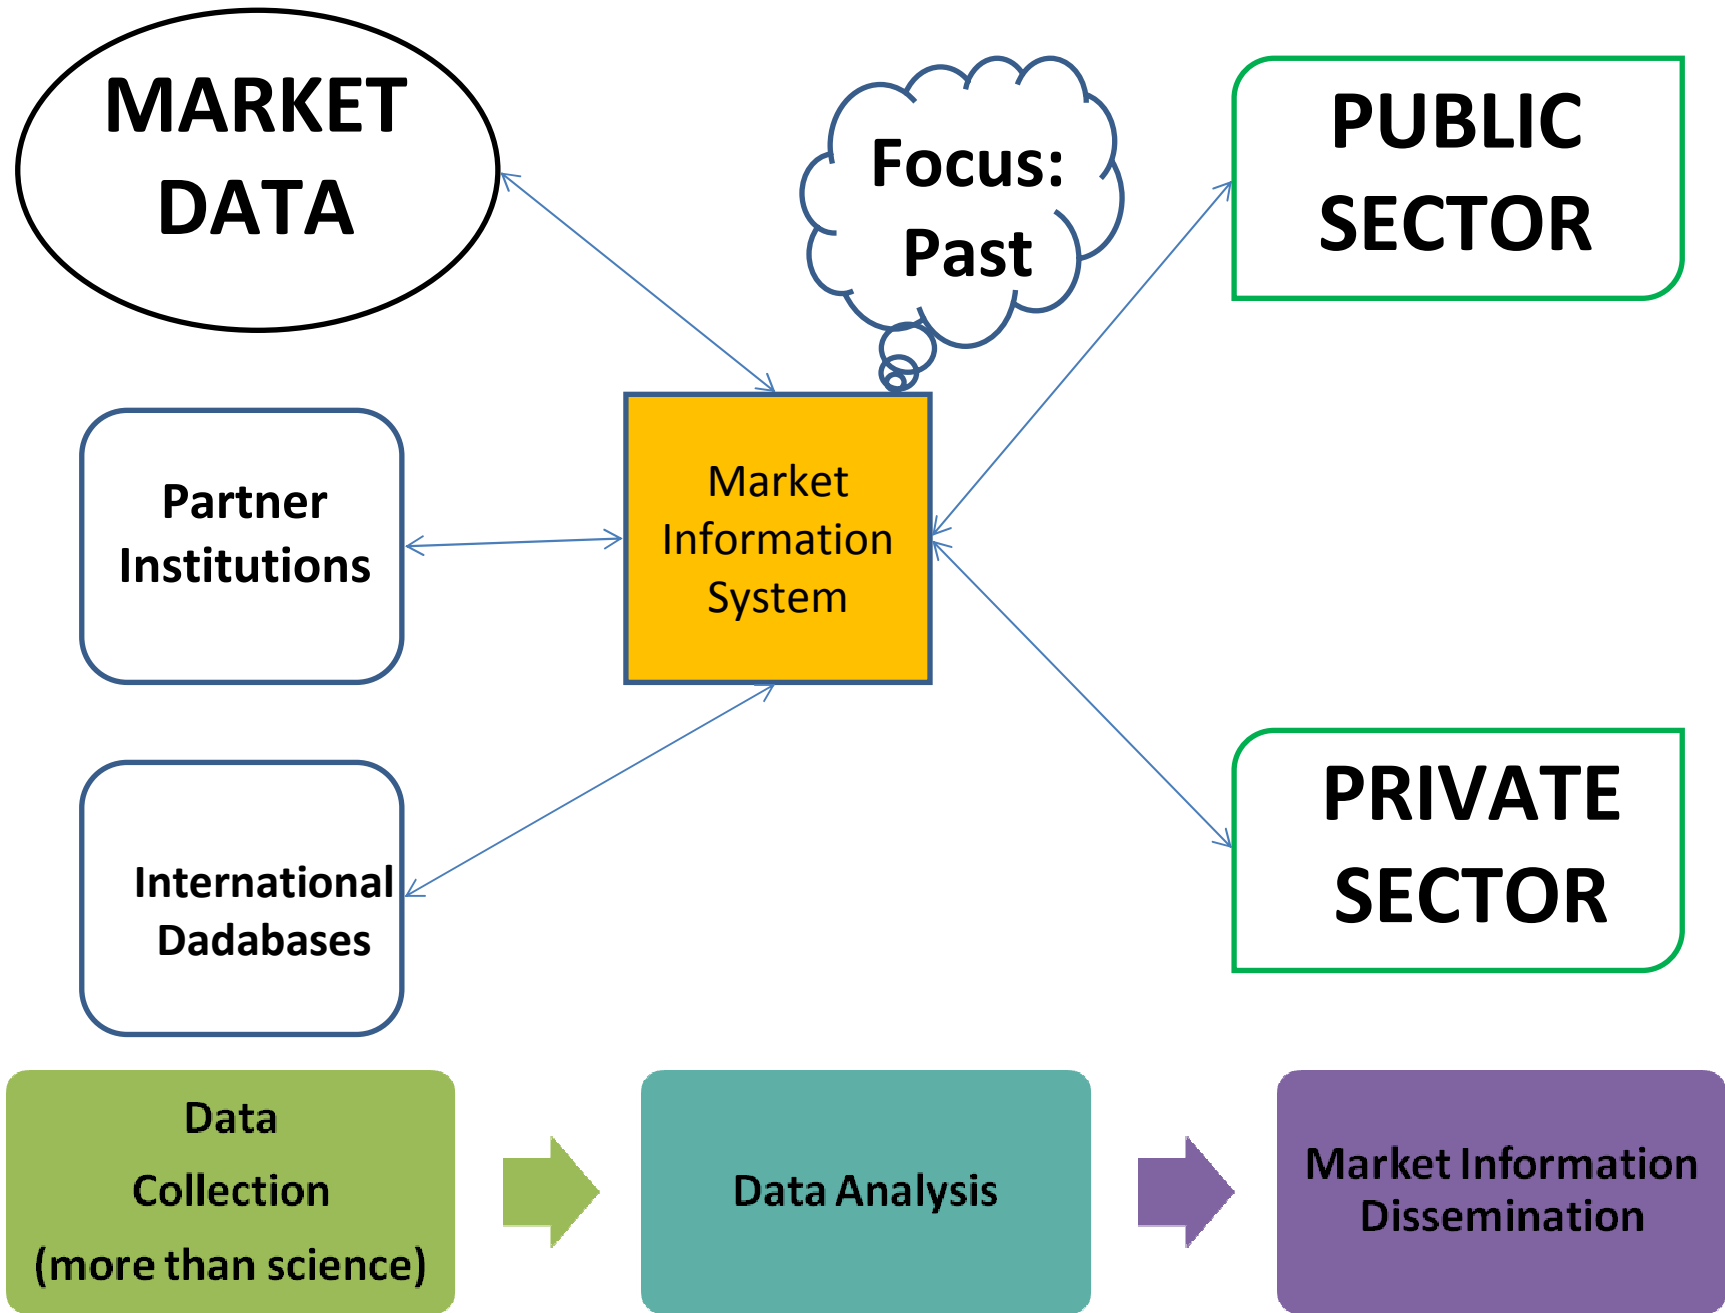 MARKET
DATA
Focus:
Past
PUBLIC
SECTOR
Partner
Institutions
Market
Information
System
International
Dadabases
PRIVATE
SECTOR
Data
Collection
(more than science)
Data Analysis
Market Information
Dissemination